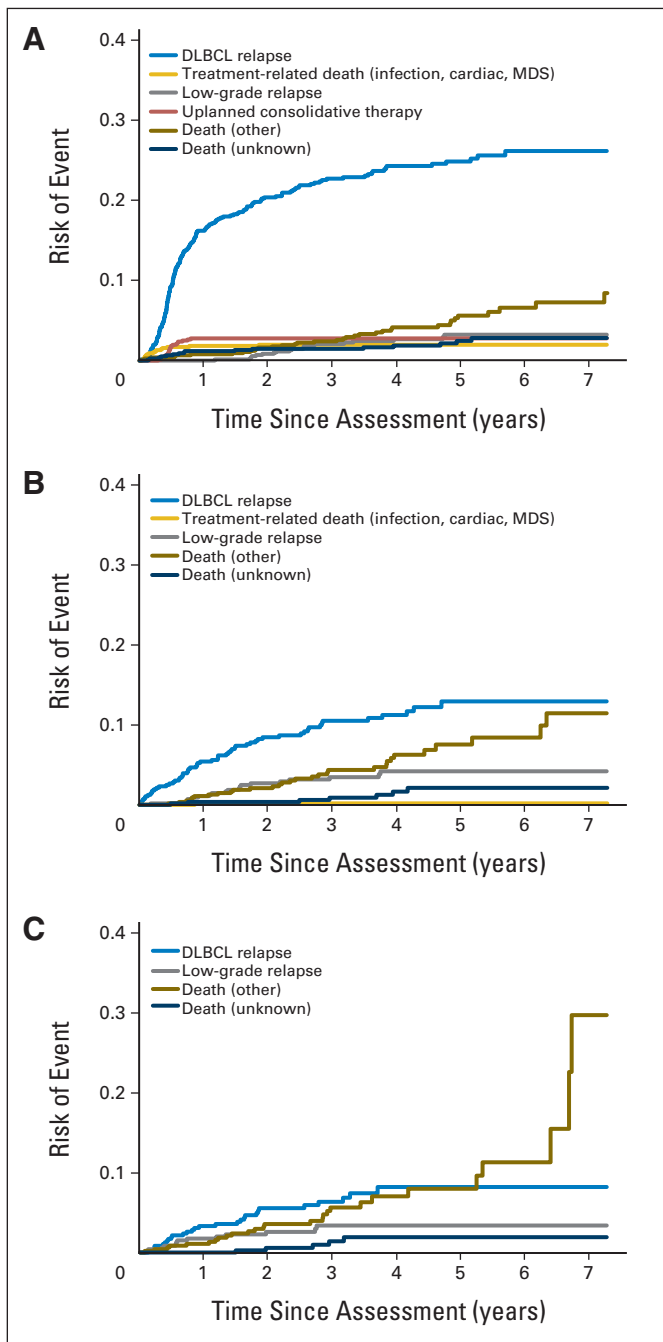 A
0.4
0.3
0.2
0.1
0
DLBCL relapse
Treatment-related death (infection, cardiac, MDS)
Low-grade relapse
Uplanned consolidative therapy
Death (other)
Death (unknown)
Risk of Event
1 2 3 4 5 6 7
Time Since Assessment (years)
B
0.4
0.3
0.2
0.1
0
DLBCL relapse
Treatment-related death (infection, cardiac, MDS)
Low-grade relapse
Death (other)
Death (unknown)
Risk of Event
1 2 3 4 5 6 7
Time Since Assessment (years)
C
0.4
0.3
0.2
0.1
0
DLBCL relapse
Low-grade relapse
Death (other)
Death (unknown)
Risk of Event
1 2 3 4 5 6 7
Time Since Assessment (years)